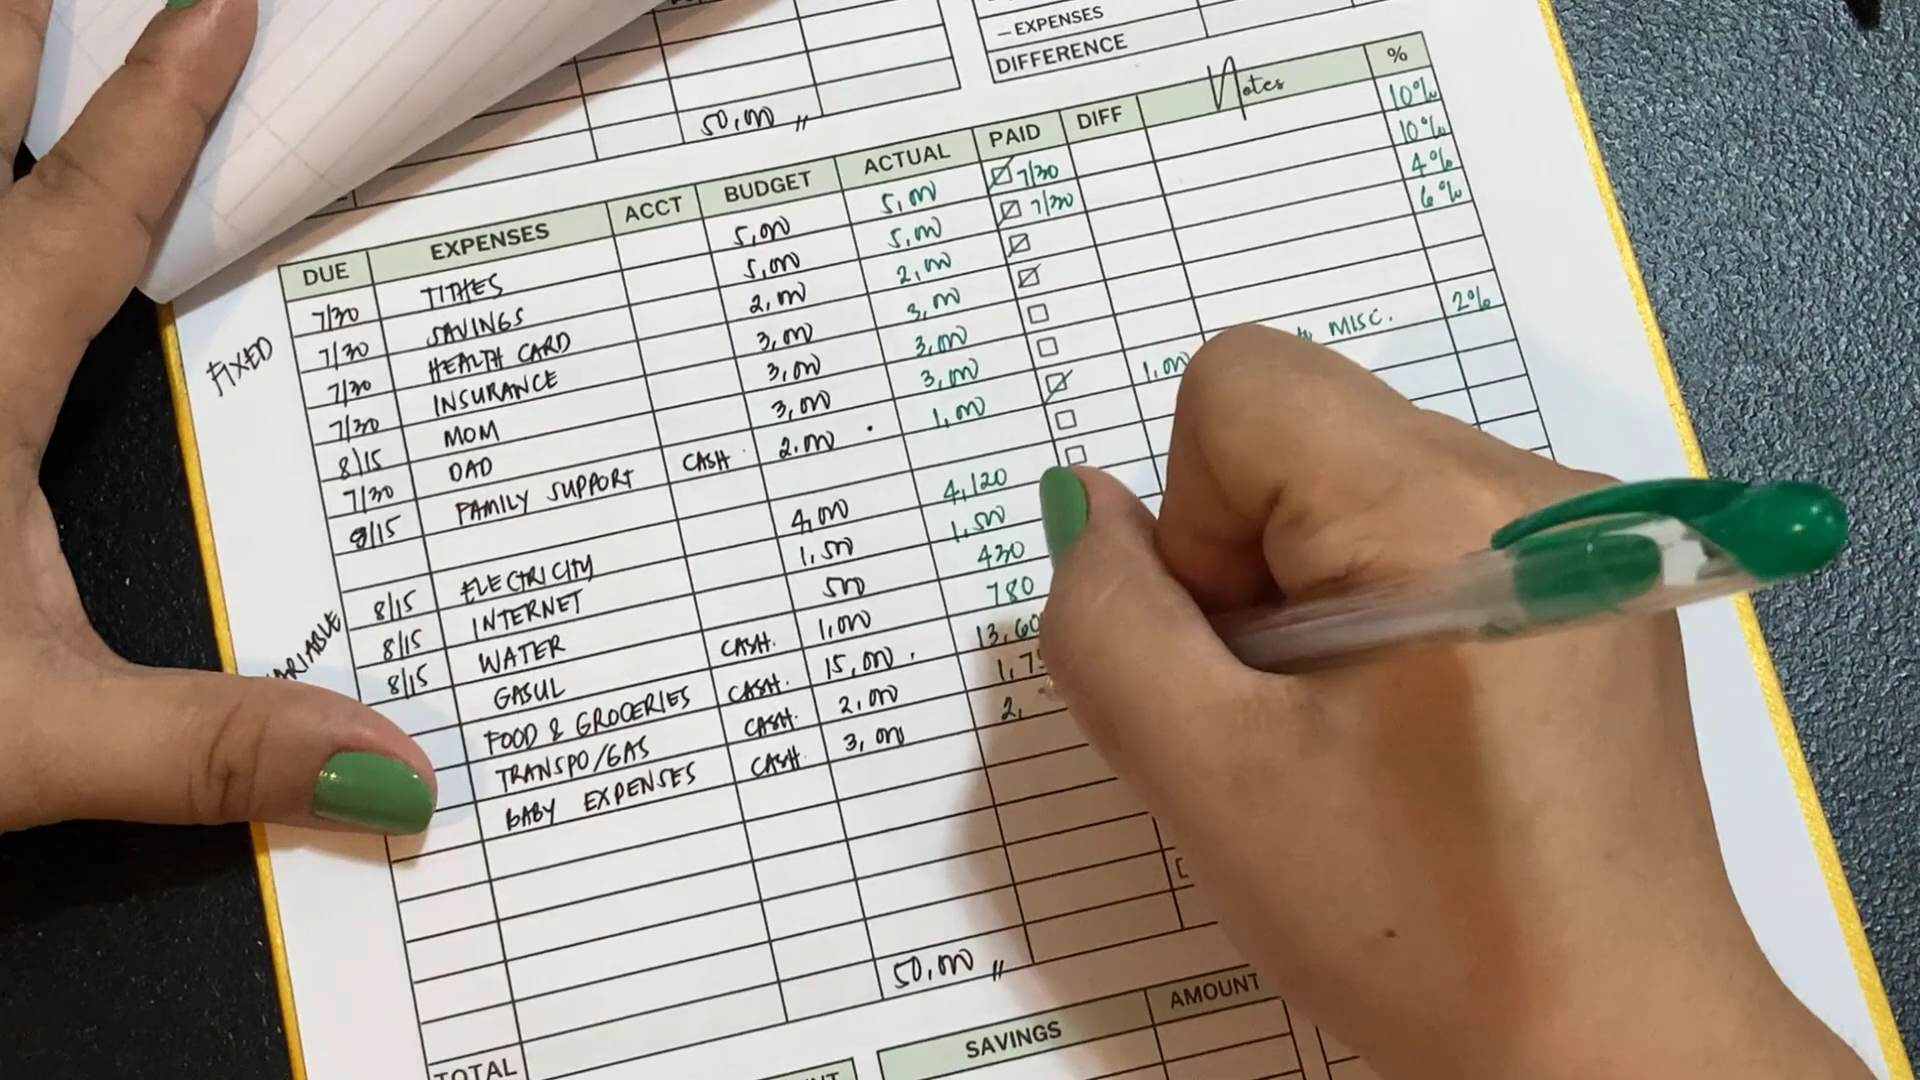 — EXPENSES
DIFFERENCE
50,000 "
DUE EXPENSES ACCT BUDGET ACTUAL PAID DIFF Notes %
FIXED
7/30 TITHES 5,000 5,000 7/30 10%
7/30 SAVINGS 5,000 5,000 7/30 10%
7/30 HEALTH CARD 2,000 2,000 4%
7/30 INSURANCE 3,000 3,000 6%
8/15 MOM 3,000 3,000
7/30 DAD 3,000 3,000
8/15 FAMILY SUPPORT CASH 2,000 1,000 1,000 MISC. 2%
8/15 ELECTRICITY 4,000 4,120
8/15 INTERNET 1,500 1,500
8/15 WATER 500 430
GASUL CASH. 1,000 780
FOOD & GROCERIES CASH. 15,000
TRANSPO/GAS CASH. 2,000
BABY EXPENSES CASH. 3,000
50,000 "
TOTAL
SAVINGS AMOUNT